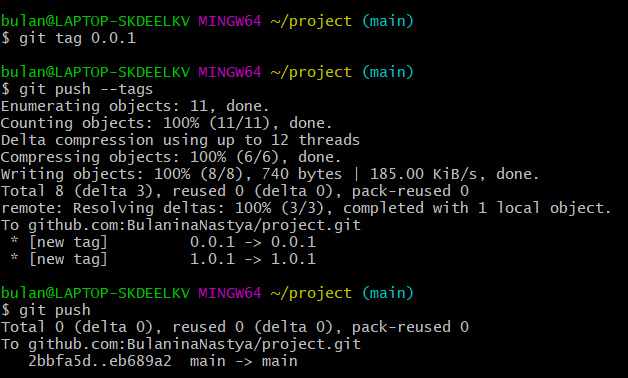 bulan@LAPTOP-SKDEELKV MINGW64 ~/project (main)
$ git tag 0.0.1
bulan@LAPTOP-SKDEELKV MINGW64 ~/project (main)
$ git push --tags
Enumerating objects: 11, done.
Counting objects: 100% (11/11), done.
Delta compression using up to 12 threads
Compressing objects: 100% (6/6), done.
Writing objects: 100% (8/8), 740 bytes | 185.00 KiB/s, done.
Total 8 (delta 3), reused 0 (delta 0), pack-reused 0
remote: Resolving deltas: 100% (3/3), completed with 1 local object.
To github.com:BulaninaNastya/project.git
 * [new tag]         0.0.1 -> 0.0.1
 * [new tag]         1.0.1 -> 1.0.1
bulan@LAPTOP-SKDEELKV MINGW64 ~/project (main)
$ git push
Total 0 (delta 0), reused 0 (delta 0), pack-reused 0
To github.com:BulaninaNastya/project.git
   2bbfa5d..eb689a2  main -> main